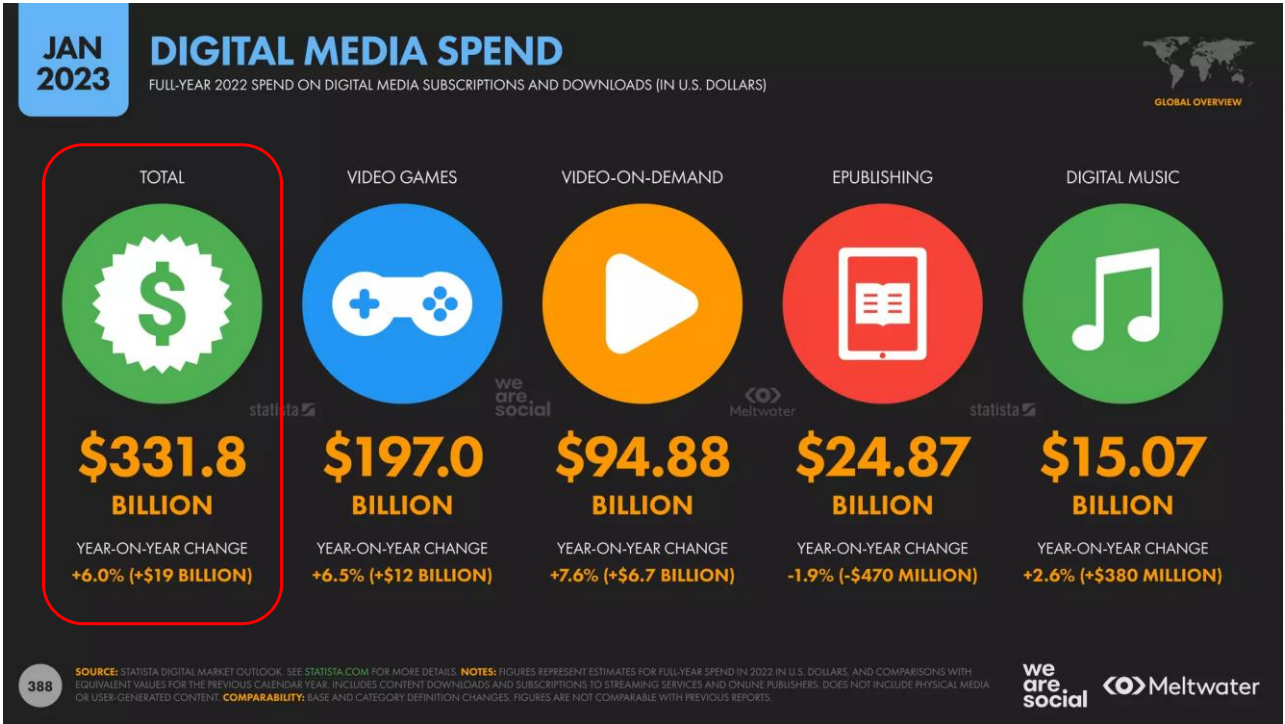 JAN
2023
DIGITAL MEDIA SPEND
FULL-YEAR 2022 SPEND ON DIGITAL MEDIA SUBSCRIPTIONS AND DOWNLOADS (IN U.S. DOLLARS)
GLOBAL OVERVIEW
TOTAL
VIDEO GAMES
VIDEO-ON-DEMAND
EPUBLISHING
DIGITAL MUSIC
statista
we
are
social
Meltwater
statista
$331.8
BILLION
YEAR-ON-YEAR CHANGE
+6.0% (+$19 BILLION)
$197.0
BILLION
YEAR-ON-YEAR CHANGE
+6.5% (+$12 BILLION)
$94.88
BILLION
YEAR-ON-YEAR CHANGE
+7.6% (+$6.7 BILLION)
$24.87
BILLION
YEAR-ON-YEAR CHANGE
-1.9% (-$470 MILLION)
$15.07
BILLION
YEAR-ON-YEAR CHANGE
+2.6% (+$380 MILLION)
388
SOURCE: STATISTA DIGITAL MARKET OUTLOOK. SEE STATISTA.COM FOR MORE DETAILS. NOTES: FIGURES REPRESENT ESTIMATES FOR FULL-YEAR SPEND IN 2022 IN U.S. DOLLARS, AND COMPARISONS WITH
EQUIVALENT VALUES FOR THE PREVIOUS CALENDAR YEAR. INCLUDES CONTENT DOWNLOADS AND SUBSCRIPTIONS TO STREAMING SERVICES AND ONLINE PUBLISHERS. DOES NOT INCLUDE PHYSICAL MEDIA
OR USER-GENERATED CONTENT. COMPARABILITY: BASE AND CATEGORY DEFINITION CHANGES. FIGURES ARE NOT COMPARABLE WITH PREVIOUS REPORTS.
we
are.
social
Meltwater